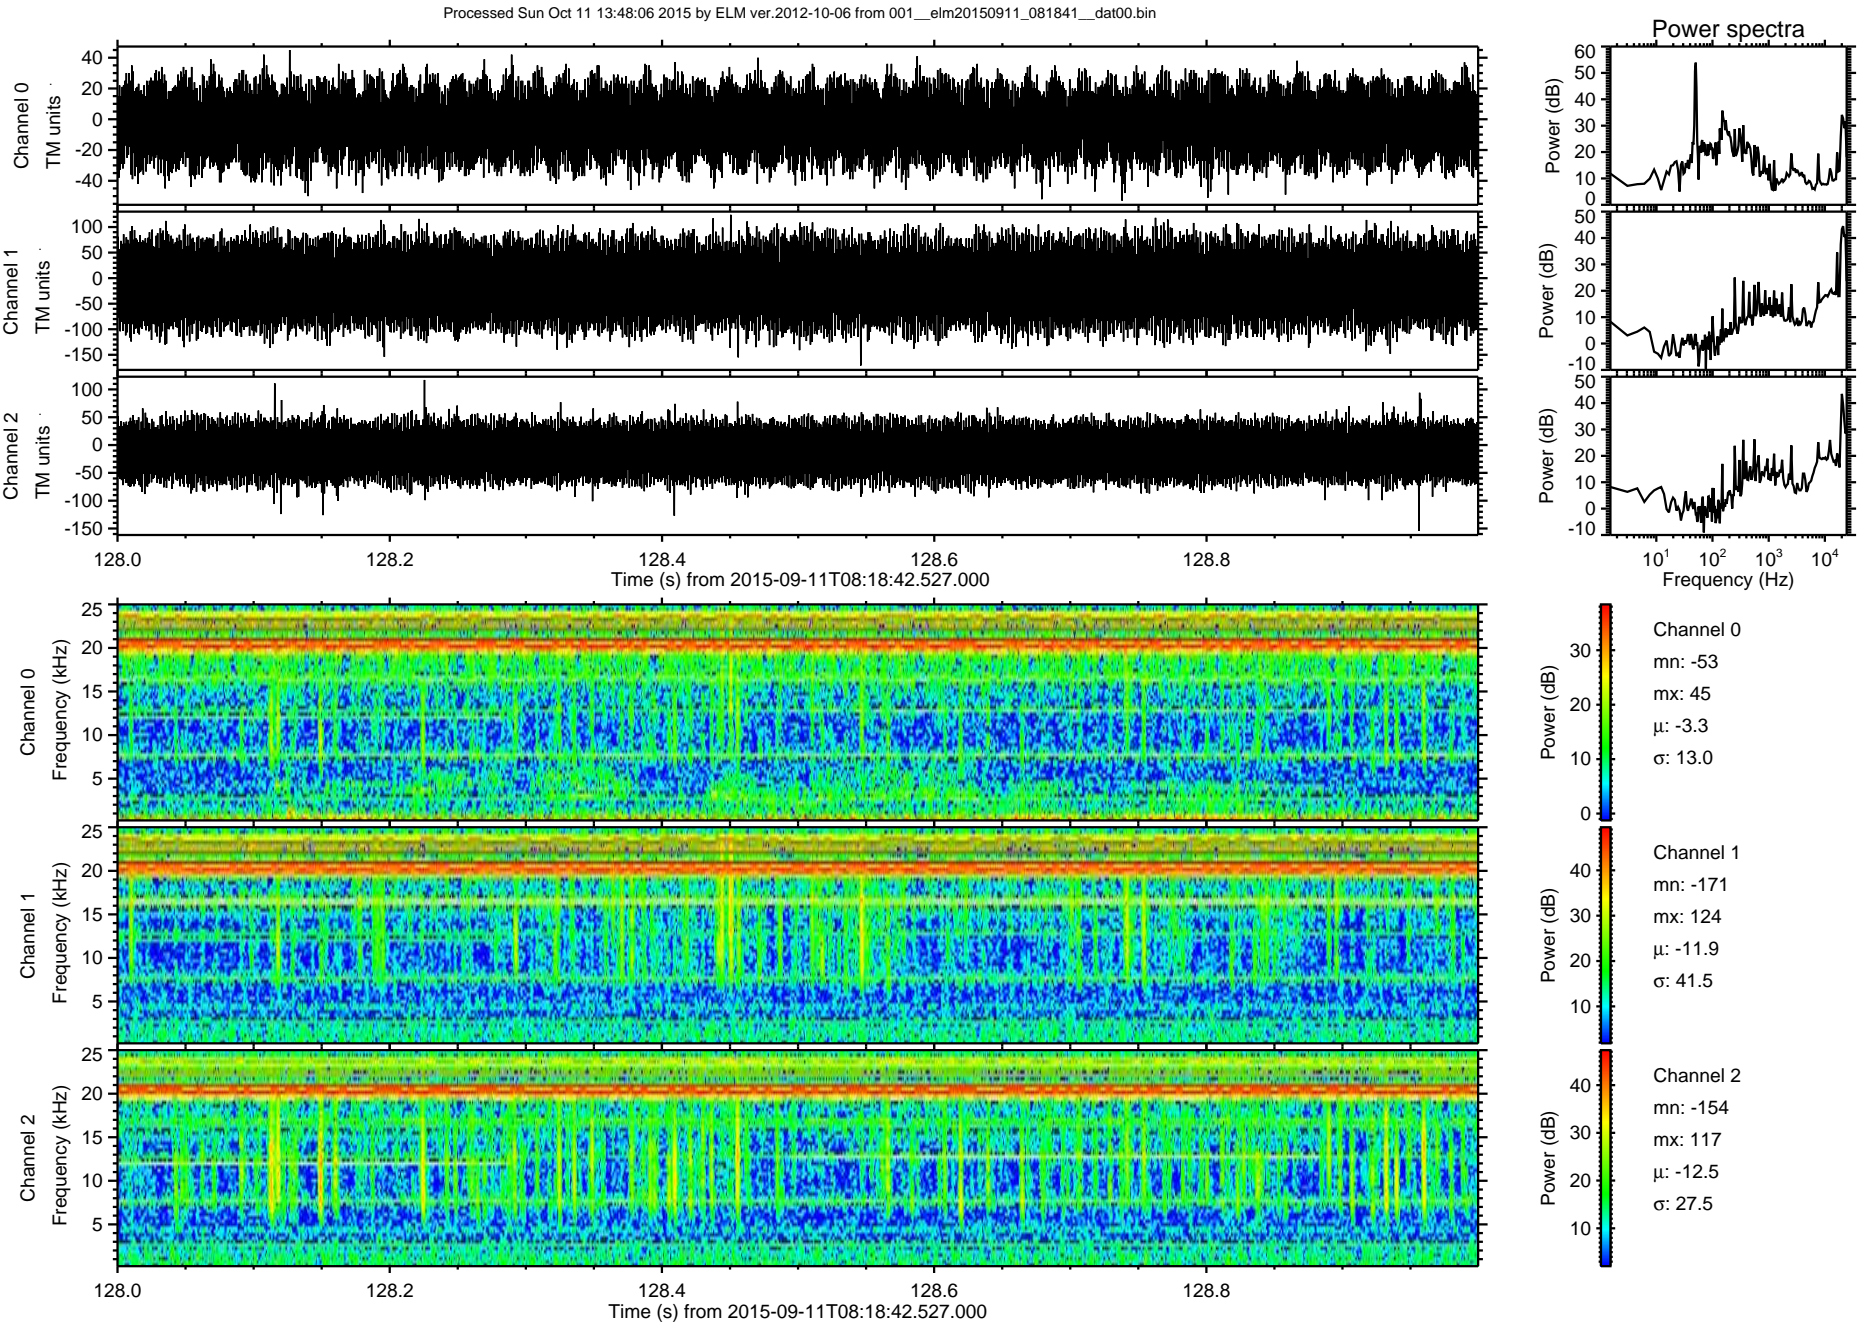 Processed Sun Oct 11 13:48:06 2015 by ELM ver.2012-10-06 from 001__elm20150911_081841__dat00.bin
Power spectra
Channel 0
TM units
40
20
0
-20
-40
Power (dB)
60
50
40
30
20
10
0
Channel 1
TM units
100
50
0
-50
-100
-150
Power (dB)
50
40
30
20
10
0
-10
Channel 2
TM units
100
50
0
-50
-100
-150
Power (dB)
50
40
30
20
10
0
-10
128.0 128.2 128.4 128.6 128.8
Time (s) from 2015-09-11T08:18:42.527.000
10^1 10^2 10^3 10^4
Frequency (Hz)
Channel 0
Frequency (kHz)
25
20
15
10
5
Power (dB)
30
20
10
0
Channel 0
mn: -53
mx: 45
μ: -3.3
σ: 13.0
Channel 1
Frequency (kHz)
25
20
15
10
5
Power (dB)
40
30
20
10
Channel 1
mn: -171
mx: 124
μ: -11.9
σ: 41.5
Channel 2
Frequency (kHz)
25
20
15
10
5
Power (dB)
40
30
20
10
Channel 2
mn: -154
mx: 117
μ: -12.5
σ: 27.5
128.0 128.2 128.4 128.6 128.8
Time (s) from 2015-09-11T08:18:42.527.000